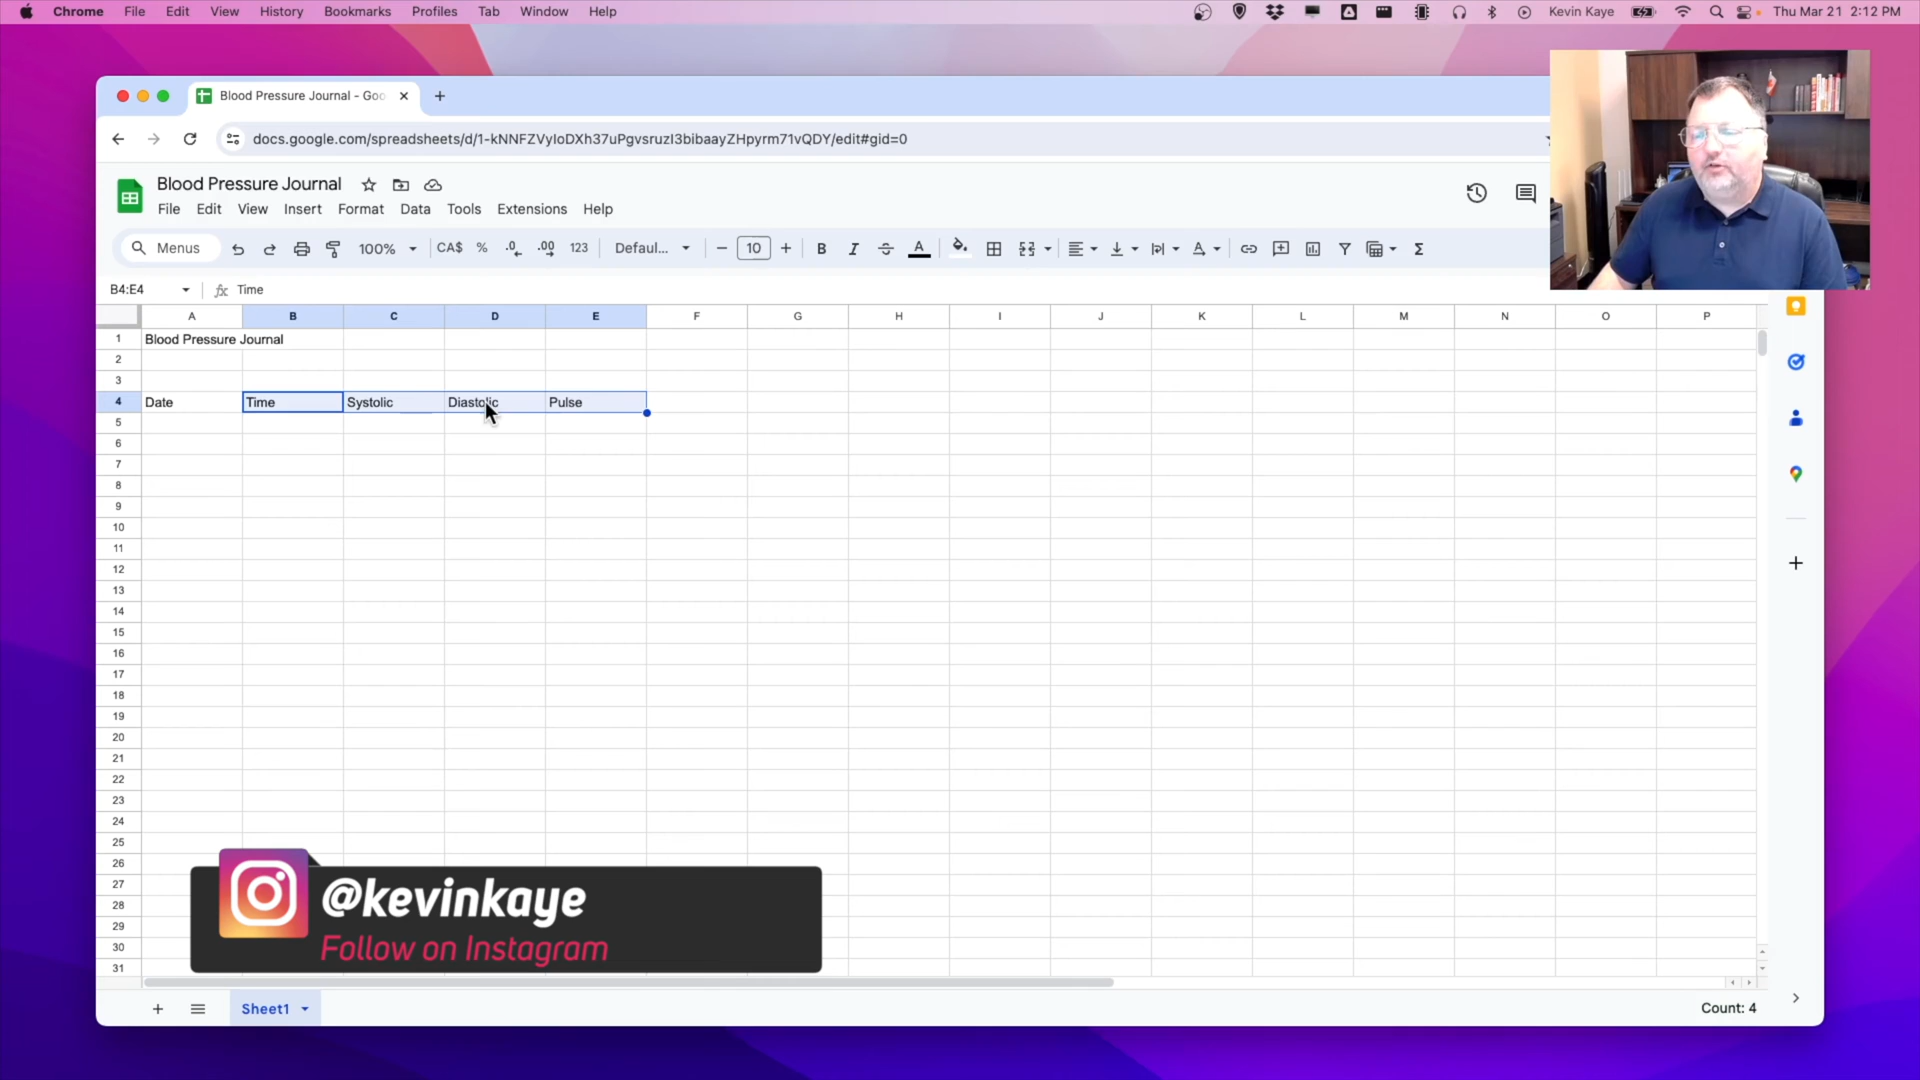 Chrome File Edit View History Bookmarks Profiles Tab Window Help Kevin Kaye Thu Mar 21 2:12 PM
Blood Pressure Journal - Goo
docs.google.com/spreadsheets/d/1-kNNFZVyIoDXh37uPgvsruzI3bibaayZHpyrm71vQDY/edit#gid=0
Blood Pressure Journal
File Edit View Insert Format Data Tools Extensions Help
Menus 100% CA$ % .0 .00 123 Defaul... 10 B I S A Σ
B4:E4 fx Time
A B C D E F G H I J K L M N O P
1 Blood Pressure Journal
2
3
4 Date Time Systolic Diastolic Pulse
5
6
7
8
9
10
11
12
13
14
15
16
17
18
19
20
21
22
23
24
25
26
27
28
29
30
31
@kevinkaye
Follow on Instagram
Sheet1 Count: 4